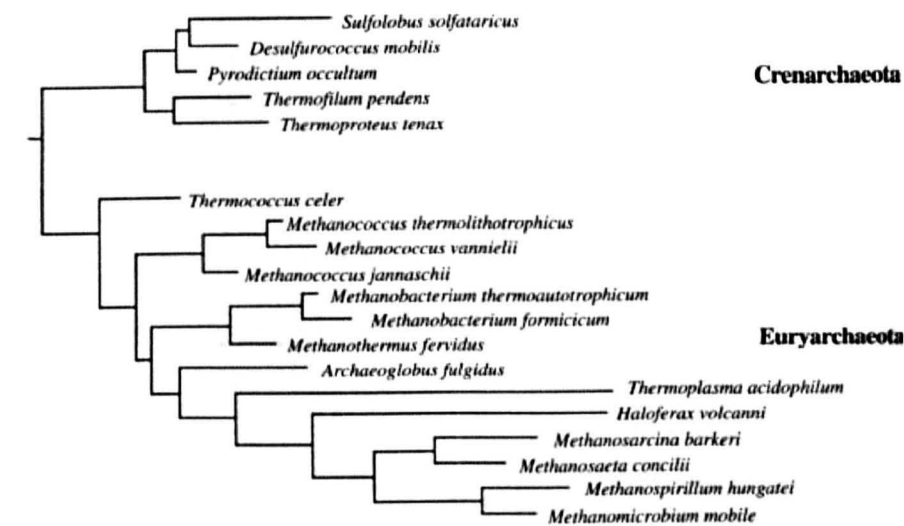 Sulfolobus solfataricus
Desulfurococcus mobilis
Pyrodictium occultum
Crenarchaeota
Thermofilum pendens
Thermoproteus tenax
Thermococcus celer
Methanococcus thermolithotrophicus
Methanococcus vannielii
Methanococcus jannaschii
Methanobacterium thermoautotrophicum
Methanobacterium formicicum
Euryarchaeota
Methanothermus fervidus
Archaeoglobus fulgidus
Thermoplasma acidophilum
Haloferax volcanni
Methanosarcina barkeri
Methanosaeta concilii
Methanospirillum hungatei
Methanomicrobium mobile